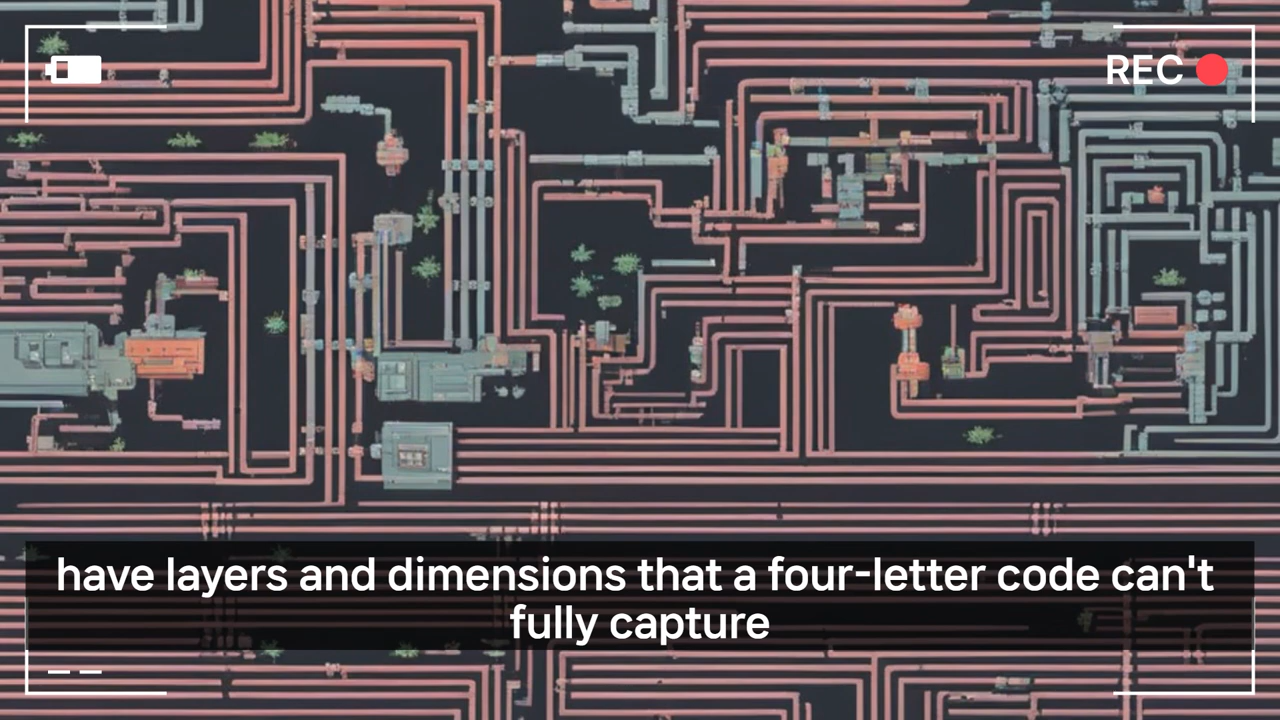 REC
have layers and dimensions that a four-letter code can't
fully capture